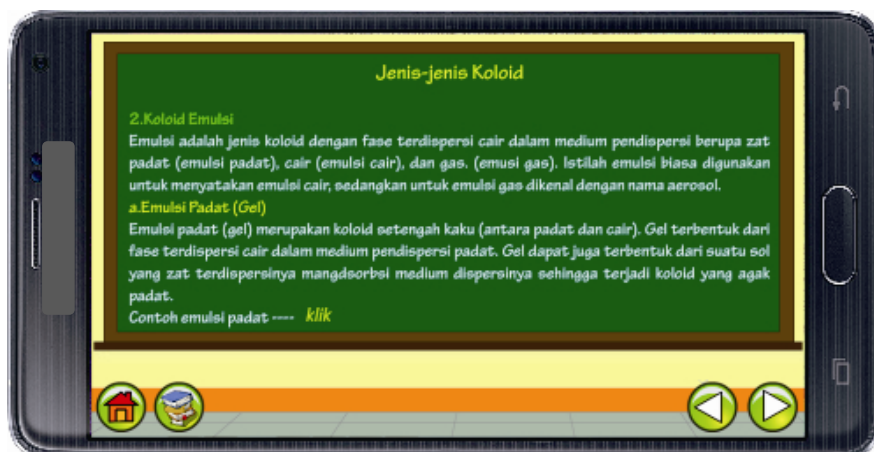 Jenis-jenis Koloid
2.Koloid Emulsi
Emulsi adalah jenis koloid dengan fase terdispersi cair dalam medium pendispersi berupa zat
padat (emulsi padat), cair (emulsi cair), dan gas. (emusi gas). Istilah emulsi biasa digunakan
untuk menyatakan emulsi cair, sedangkan untuk emulsi gas dikenal dengan nama aerosol.
a.Emulsi Padat (Gel)
Emulsi padat (gel) merupakan koloid setengah kaku (antara padat dan cair). Gel terbentuk dari
fase terdispersi cair dalam medium pendispersi padat. Gel dapat juga terbentuk dari suatu sol
yang zat terdispersinya mangdsorbsi medium dispersinya sehingga terjadi koloid yang agak
padat.
Contoh emulsi padat ---- klik